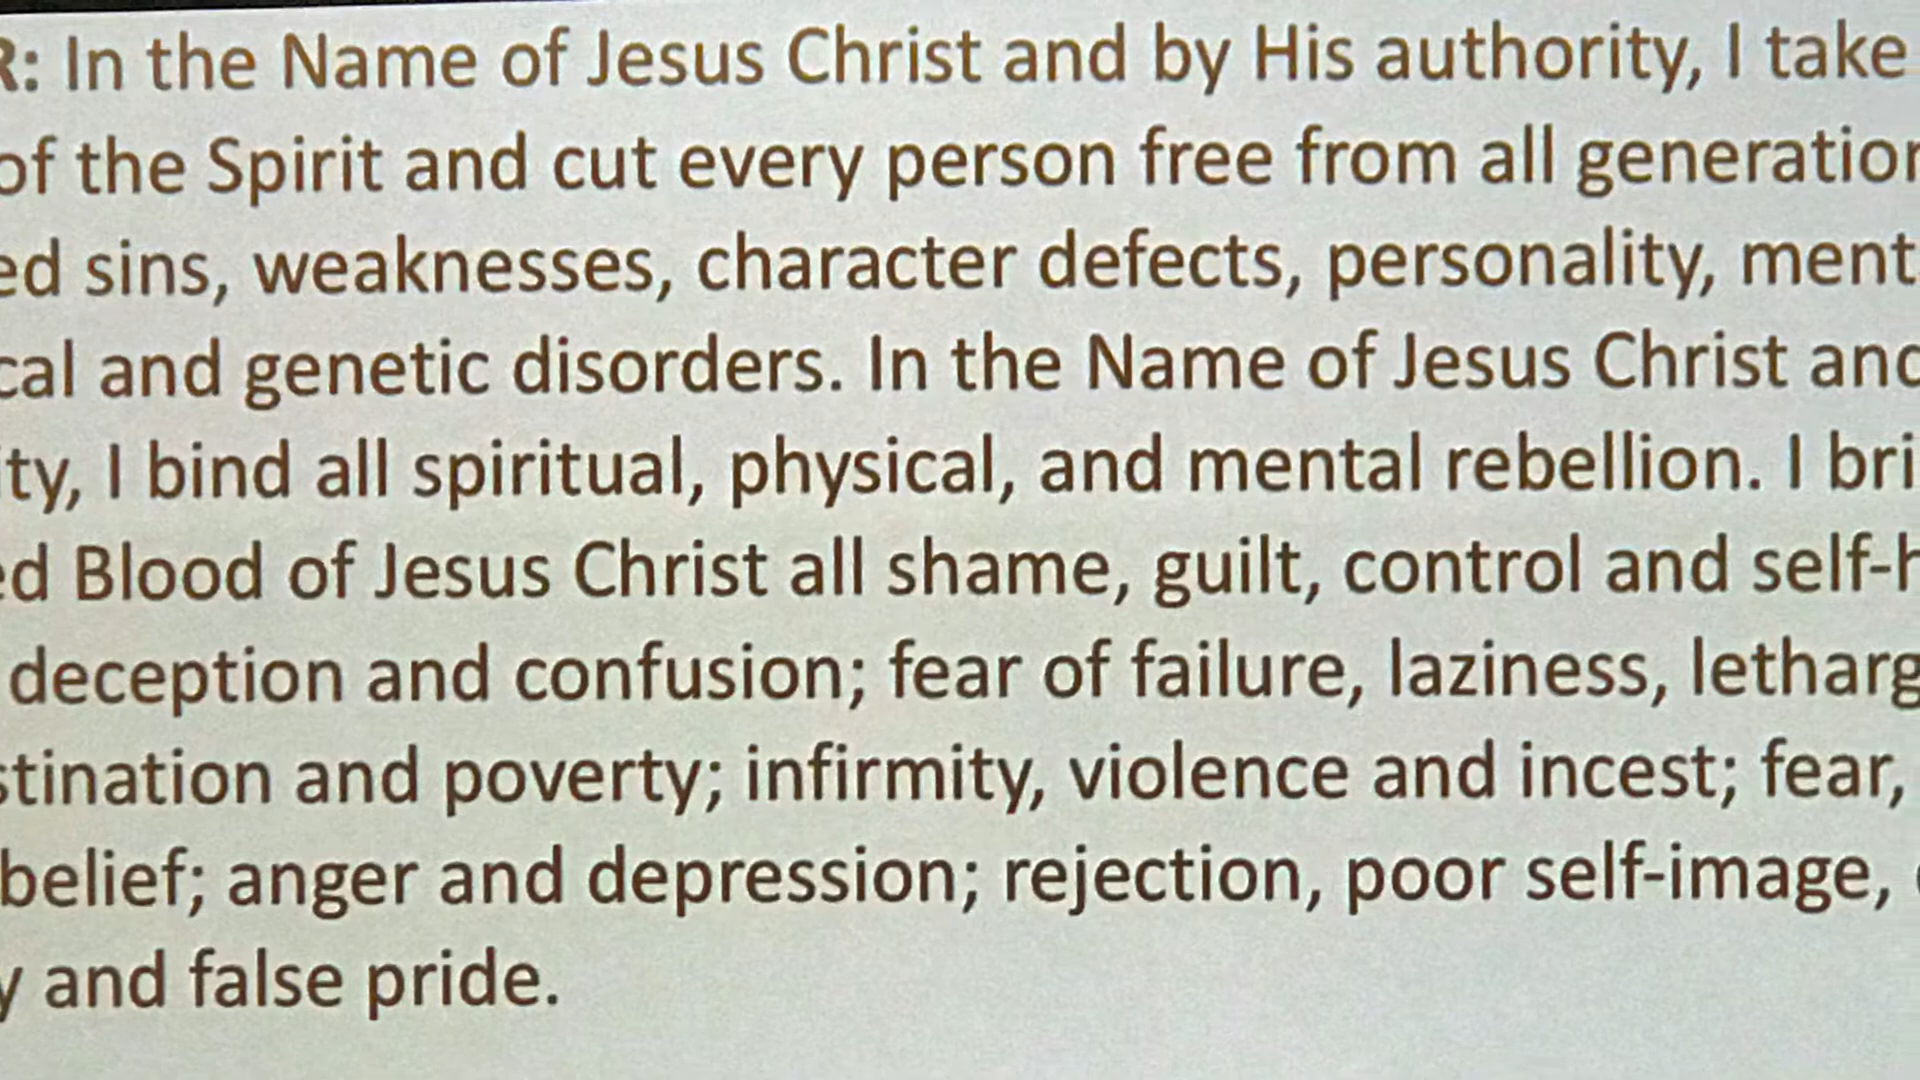 R: In the Name of Jesus Christ and by His authority, I take
of the Spirit and cut every person free from all generation
ed sins, weaknesses, character defects, personality, ment
cal and genetic disorders. In the Name of Jesus Christ and
ity, I bind all spiritual, physical, and mental rebellion. I bri
ed Blood of Jesus Christ all shame, guilt, control and self-h
deception and confusion; fear of failure, laziness, letharg
stination and poverty; infirmity, violence and incest; fear,
belief; anger and depression; rejection, poor self-image,
y and false pride.